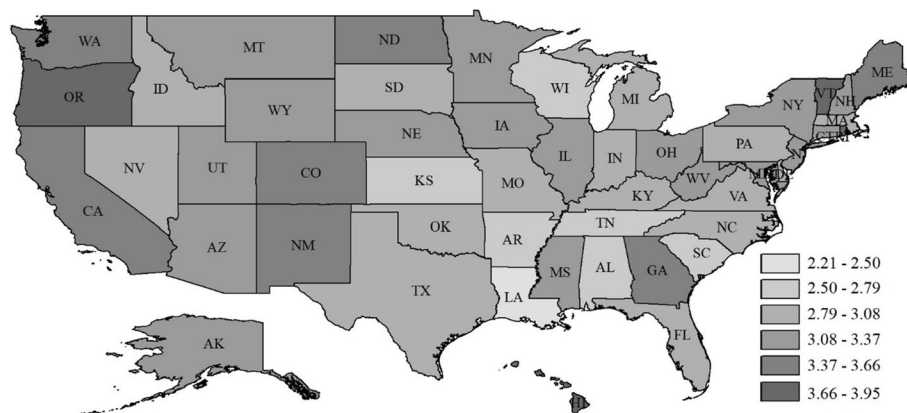 WA
MT
ND
MN
ME
OR
ID
SD
WI
MI
VT
NH
NY
MA
WY
IA
NE
PA
CT
RI
NV
UT
CO
KS
MO
IL
IN
OH
WV
VA
KY
CA
AZ
NM
OK
AR
TN
NC
SC
TX
LA
MS
AL
GA
FL
AK
HI
2.21 - 2.50
2.50 - 2.79
2.79 - 3.08
3.08 - 3.37
3.37 - 3.66
3.66 - 3.95